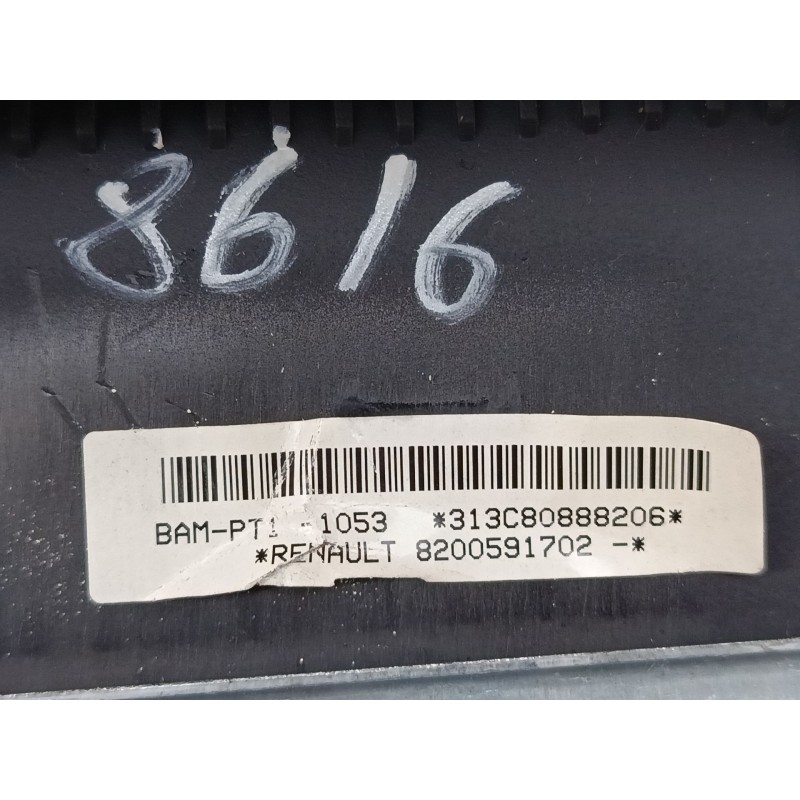 8616
BAM-PT1 -1053 *313C80888206*
*RENAULT 8200591702 -*